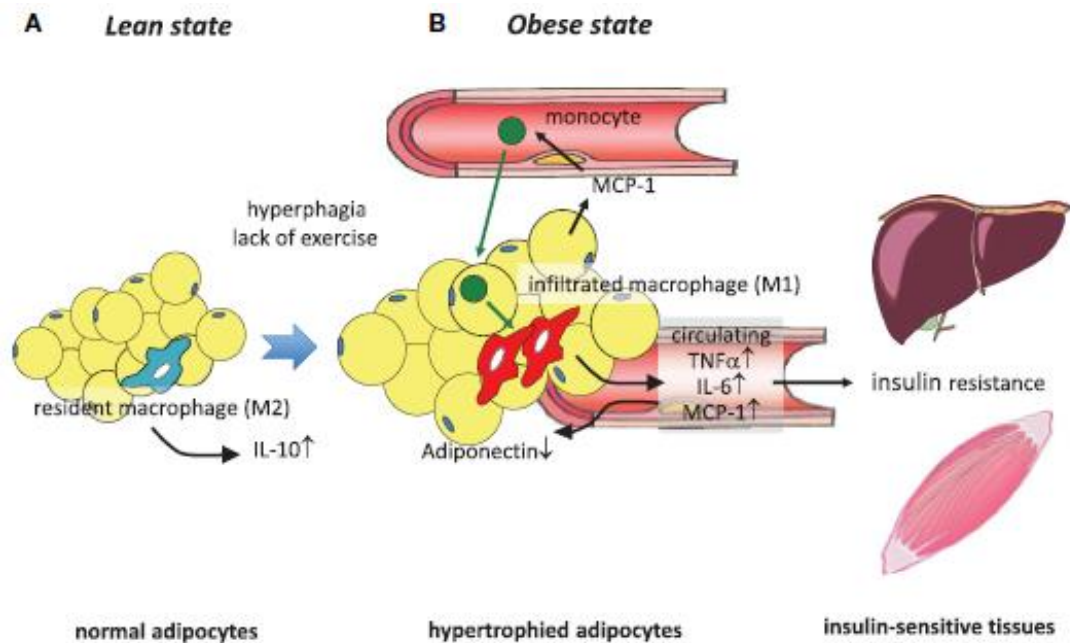 A Lean state
B Obese state
monocyte
MCP-1
hyperphagia
lack of exercise
infiltrated macrophage (M1)
circulating
TNFα↑
IL-6↑
MCP-1↑
insulin resistance
resident macrophage (M2)
IL-10↑
Adiponectin↓
normal adipocytes
hypertrophied adipocytes
insulin-sensitive tissues